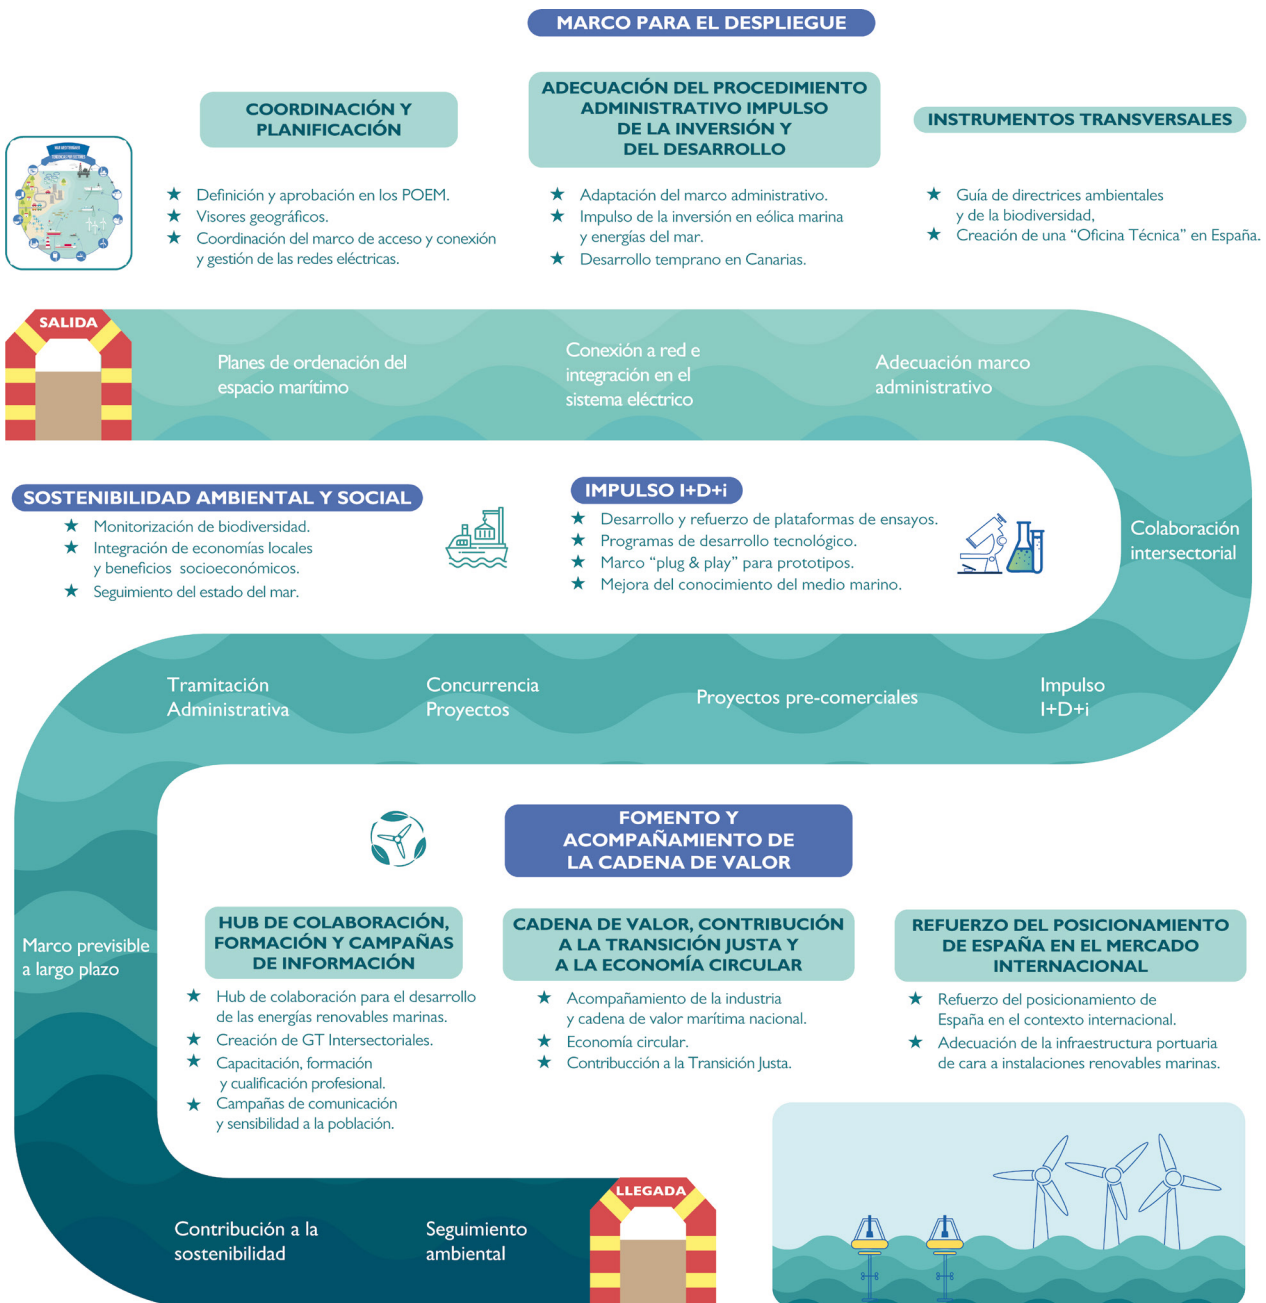 MARCO PARA EL DESPLIEGUE
COORDINACIÓN Y
PLANIFICACIÓN
★ Definición y aprobación en los POEM.
★ Visores geográficos.
★ Coordinación del marco de acceso y conexión
y gestión de las redes eléctricas.
ADECUACIÓN DEL PROCEDIMIENTO
ADMINISTRATIVO IMPULSO
DE LA INVERSIÓN Y
DEL DESARROLLO
★ Adaptación del marco administrativo.
★ Impulso de la inversión en eólica marina
y energías del mar.
★ Desarrollo temprano en Canarias.
INSTRUMENTOS TRANSVERSALES
★ Guía de directrices ambientales
y de la biodiversidad,
★ Creación de una “Oficina Técnica” en España.
SALIDA
Planes de ordenación del
espacio marítimo
Conexión a red e
integración en el
sistema eléctrico
Adecuación marco
administrativo
Colaboración
intersectorial
SOSTENIBILIDAD AMBIENTAL Y SOCIAL
★ Monitorización de biodiversidad.
★ Integración de economías locales
y beneficios socioeconómicos.
★ Seguimiento del estado del mar.
IMPULSO I+D+i
★ Desarrollo y refuerzo de plataformas de ensayos.
★ Programas de desarrollo tecnológico.
★ Marco “plug & play” para prototipos.
★ Mejora del conocimiento del medio marino.
Tramitación
Administrativa
Concurrencia
Proyectos
Proyectos pre-comerciales
Impulso
I+D+i
Marco previsible
a largo plazo
FOMENTO Y
ACOMPAÑAMIENTO DE
LA CADENA DE VALOR
HUB DE COLABORACIÓN,
FORMACIÓN Y CAMPAÑAS
DE INFORMACIÓN
★ Hub de colaboración para el desarrollo
de las energías renovables marinas.
★ Creación de GT Intersectoriales.
★ Capacitación, formación
y cualificación profesional.
★ Campañas de comunicación
y sensibilidad a la población.
CADENA DE VALOR, CONTRIBUCIÓN
A LA TRANSICIÓN JUSTA Y
A LA ECONOMÍA CIRCULAR
★ Acompañamiento de la industria
y cadena de valor marítima nacional.
★ Economía circular.
★ Contribucción a la Transición Justa.
REFUERZO DEL POSICIONAMIENTO
DE ESPAÑA EN EL MERCADO
INTERNACIONAL
★ Refuerzo del posicionamiento de
España en el contexto internacional.
★ Adecuación de la infraestructura portuaria
de cara a instalaciones renovables marinas.
Contribución a la
sostenibilidad
Seguimiento
ambiental
LLEGADA